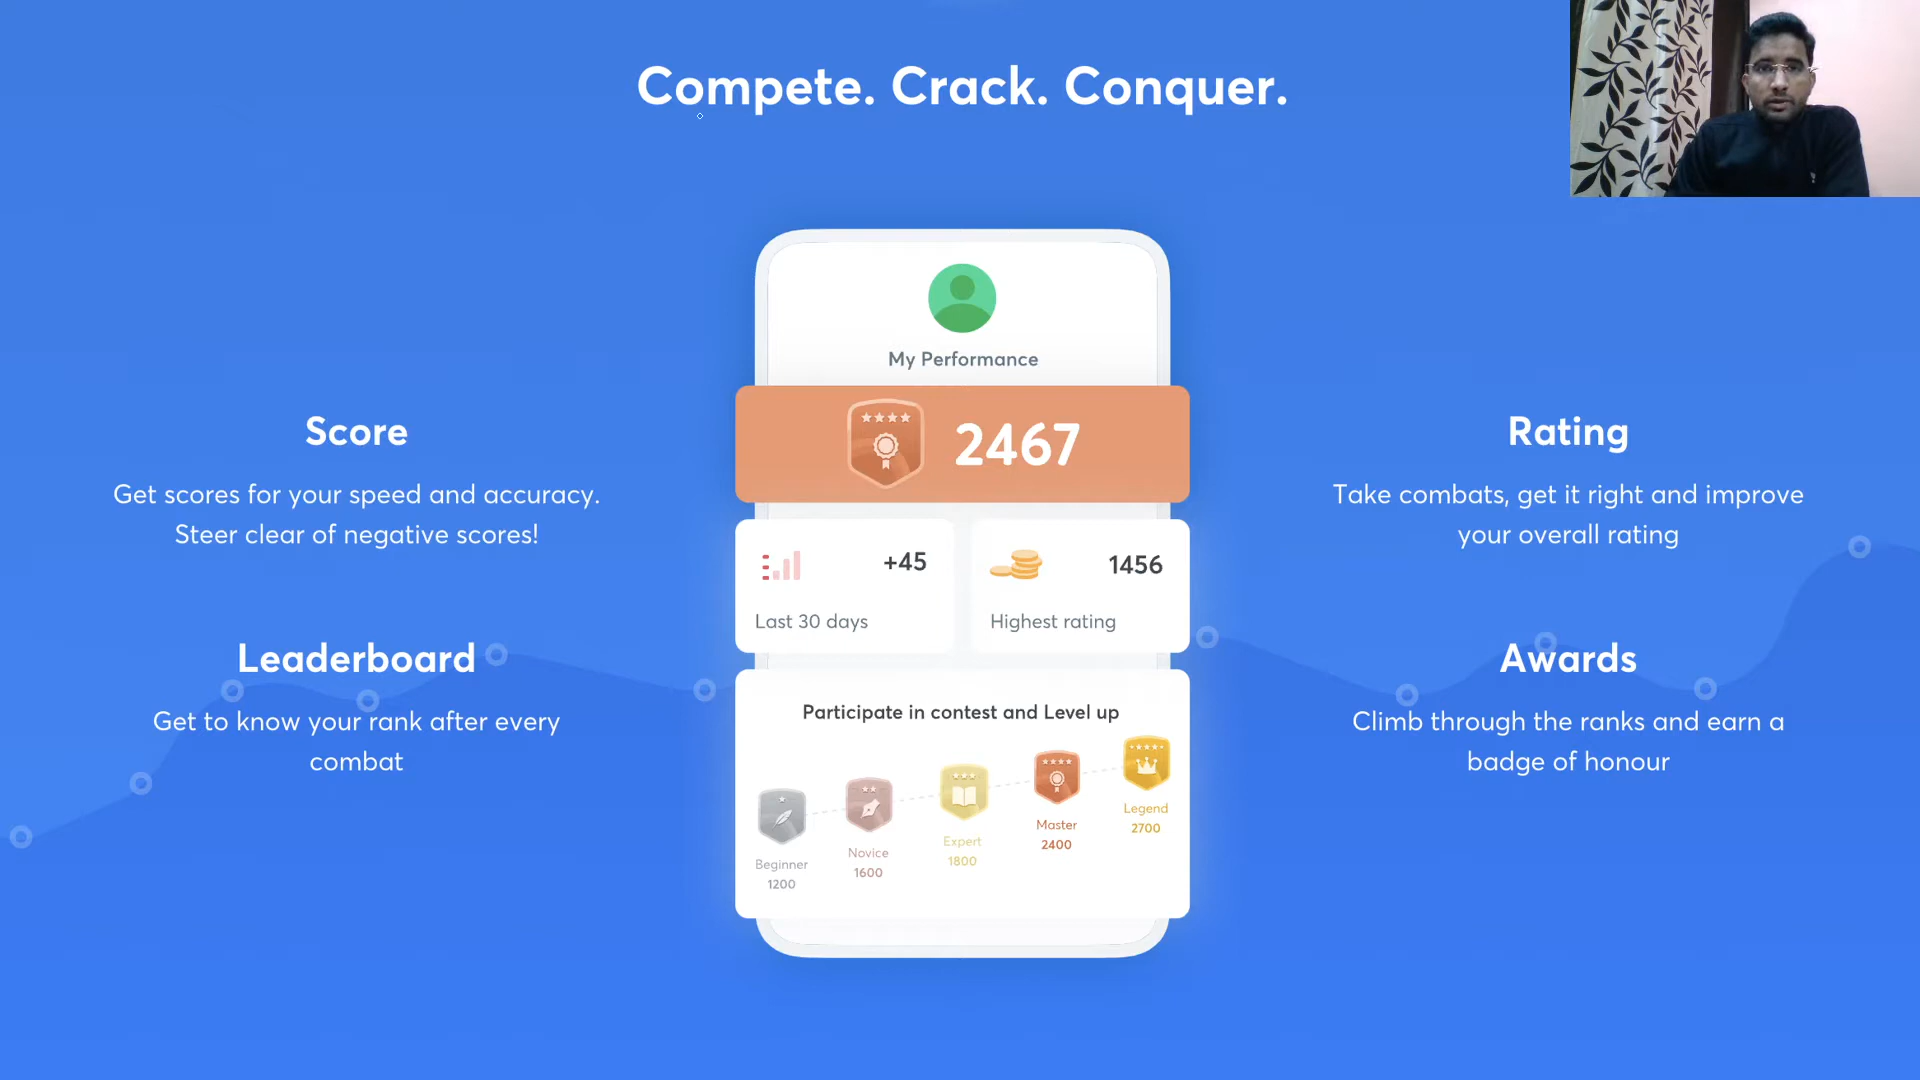 Compete. Crack. Conquer.
My Performance
2467
+45
Last 30 days
1456
Highest rating
Participate in contest and Level up
Beginner
1200
Novice
1600
Expert
1800
Master
2400
Legend
2700
Score
Get scores for your speed and accuracy.
Steer clear of negative scores!
Leaderboard
Get to know your rank after every
combat
Rating
Take combats, get it right and improve
your overall rating
Awards
Climb through the ranks and earn a
badge of honour